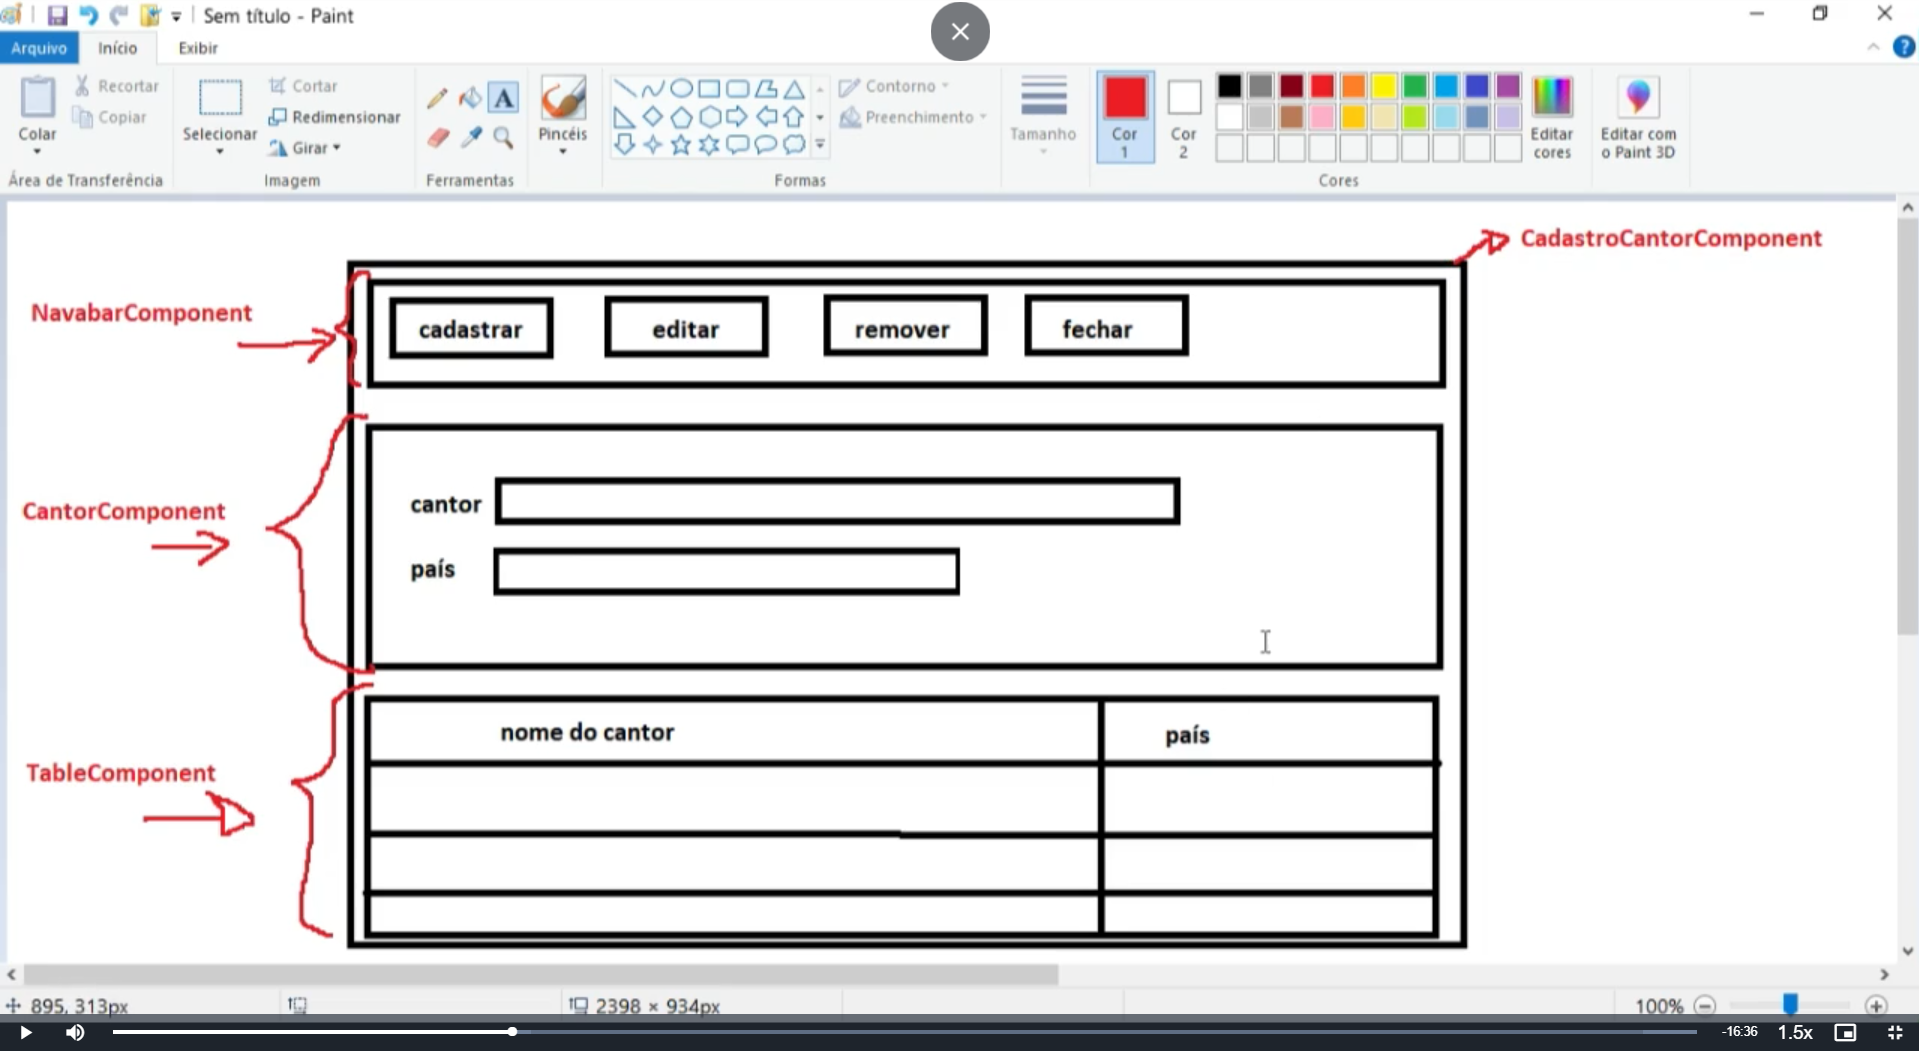 Sem título - Paint
Arquivo Início Exibir
Colar
Recortar
Copiar
Área de Transferência
Selecionar
Cortar
Redimensionar
Girar
Imagem
A
Ferramentas
Pincéis
Contorno
Preenchimento
Formas
Tamanho
Cor
1
Cor
2
Editar
cores
Cores
Editar com
o Paint 3D
?
CadastroCantorComponent
NavabarComponent
cadastrar editar remover fechar
CantorComponent
cantor
país
TableComponent
nome do cantor país
895, 313px
2398 × 934px
100%
-16:36
1.5x